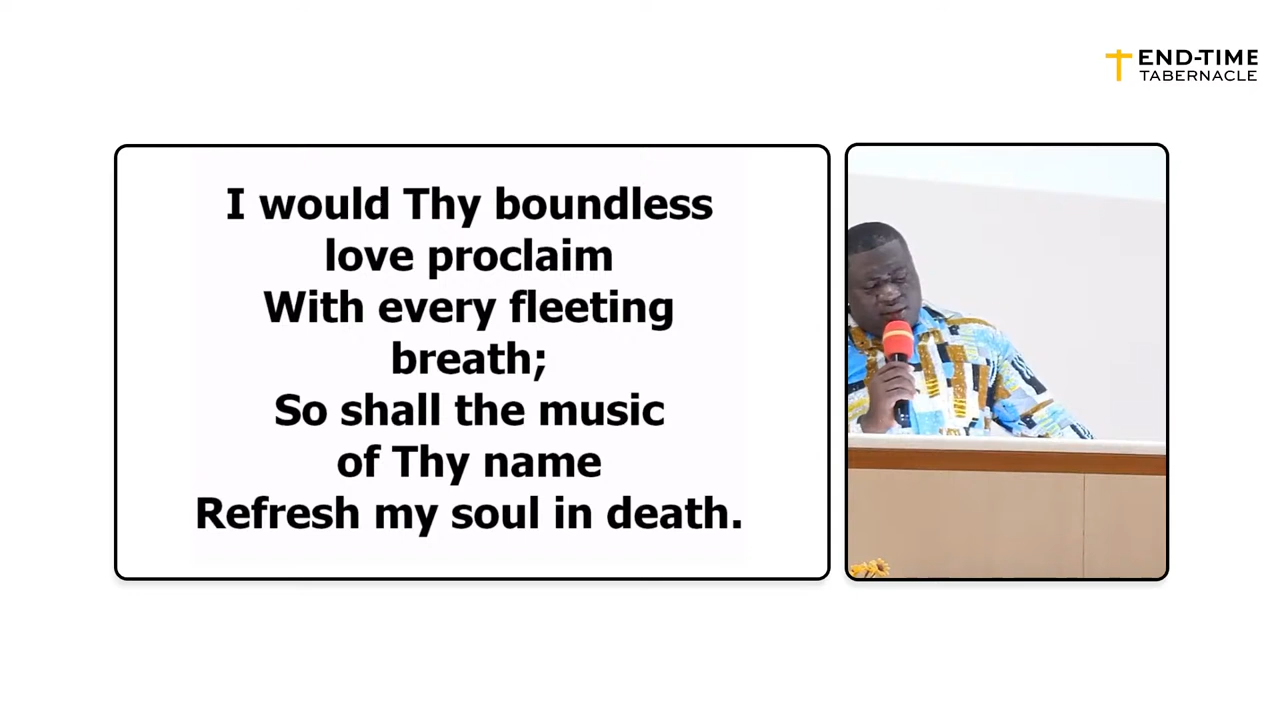 END-TIME
TABERNACLE
I would Thy boundless
love proclaim
With every fleeting
breath;
So shall the music
of Thy name
Refresh my soul in death.